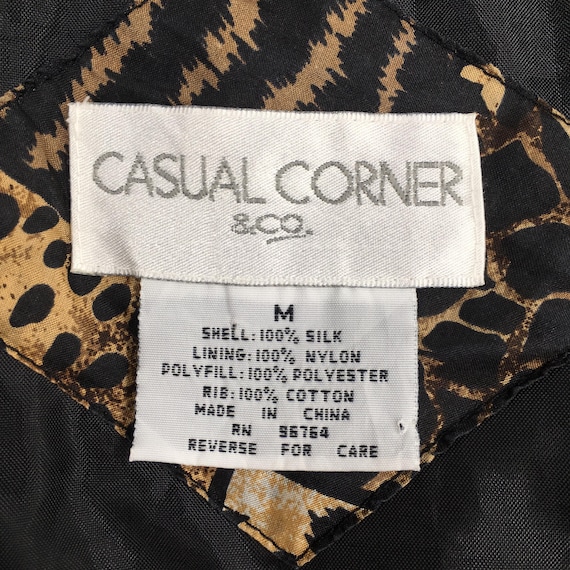 CASUAL CORNER
&CO.
M
SHELL: 100% SILK
LINING: 100% NYLON
POLYFILL: 100% POLYESTER
RIB: 100% COTTON
MADE IN CHINA
RN 96764
REVERSE FOR CARE